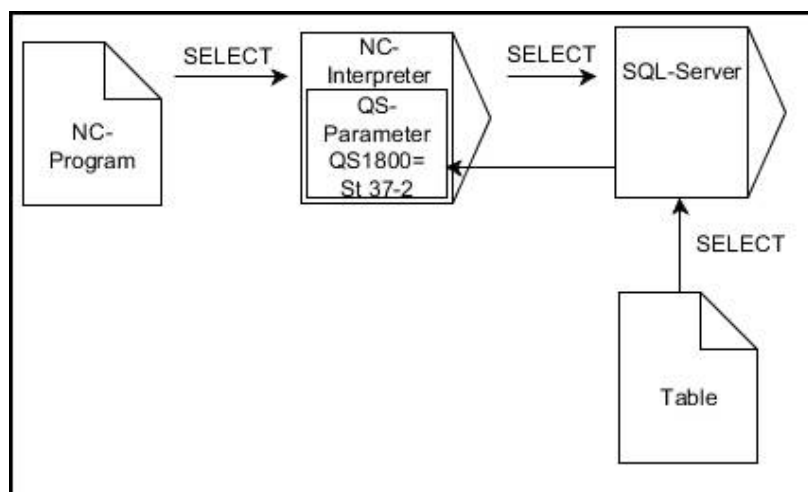 NC-
Program
SELECT
NC-
Interpreter
QS-
Parameter
QS1800=
St 37-2
SELECT
SQL-Server
SELECT
Table